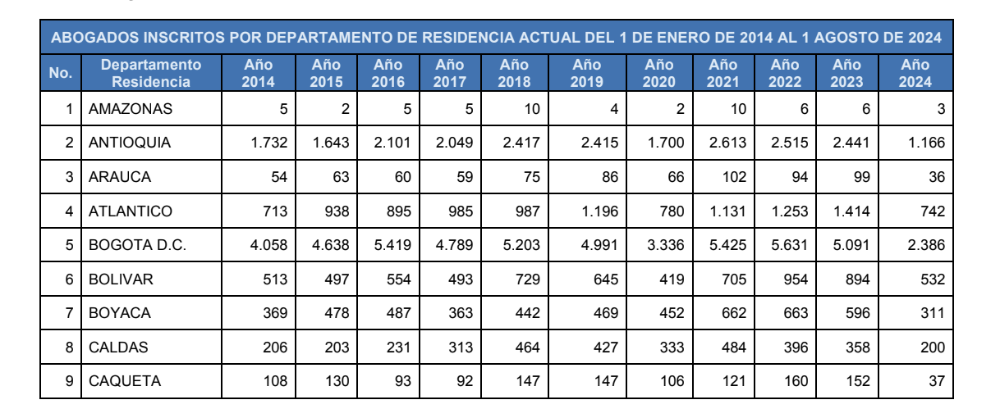 ABOGADOS INSCRITOS POR DEPARTAMENTO DE RESIDENCIA ACTUAL DEL 1 DE ENERO DE 2014 AL 1 AGOSTO DE 2024
No. Departamento Residencia Año 2014 Año 2015 Año 2016 Año 2017 Año 2018 Año 2019 Año 2020 Año 2021 Año 2022 Año 2023 Año 2024
1 AMAZONAS 5 2 5 5 10 4 2 10 6 6 3
2 ANTIOQUIA 1.732 1.643 2.101 2.049 2.417 2.415 1.700 2.613 2.515 2.441 1.166
3 ARAUCA 54 63 60 59 75 86 66 102 94 99 36
4 ATLANTICO 713 938 895 985 987 1.196 780 1.131 1.253 1.414 742
5 BOGOTA D.C. 4.058 4.638 5.419 4.789 5.203 4.991 3.336 5.425 5.631 5.091 2.386
6 BOLIVAR 513 497 554 493 729 645 419 705 954 894 532
7 BOYACA 369 478 487 363 442 469 452 662 663 596 311
8 CALDAS 206 203 231 313 464 427 333 484 396 358 200
9 CAQUETA 108 130 93 92 147 147 106 121 160 152 37